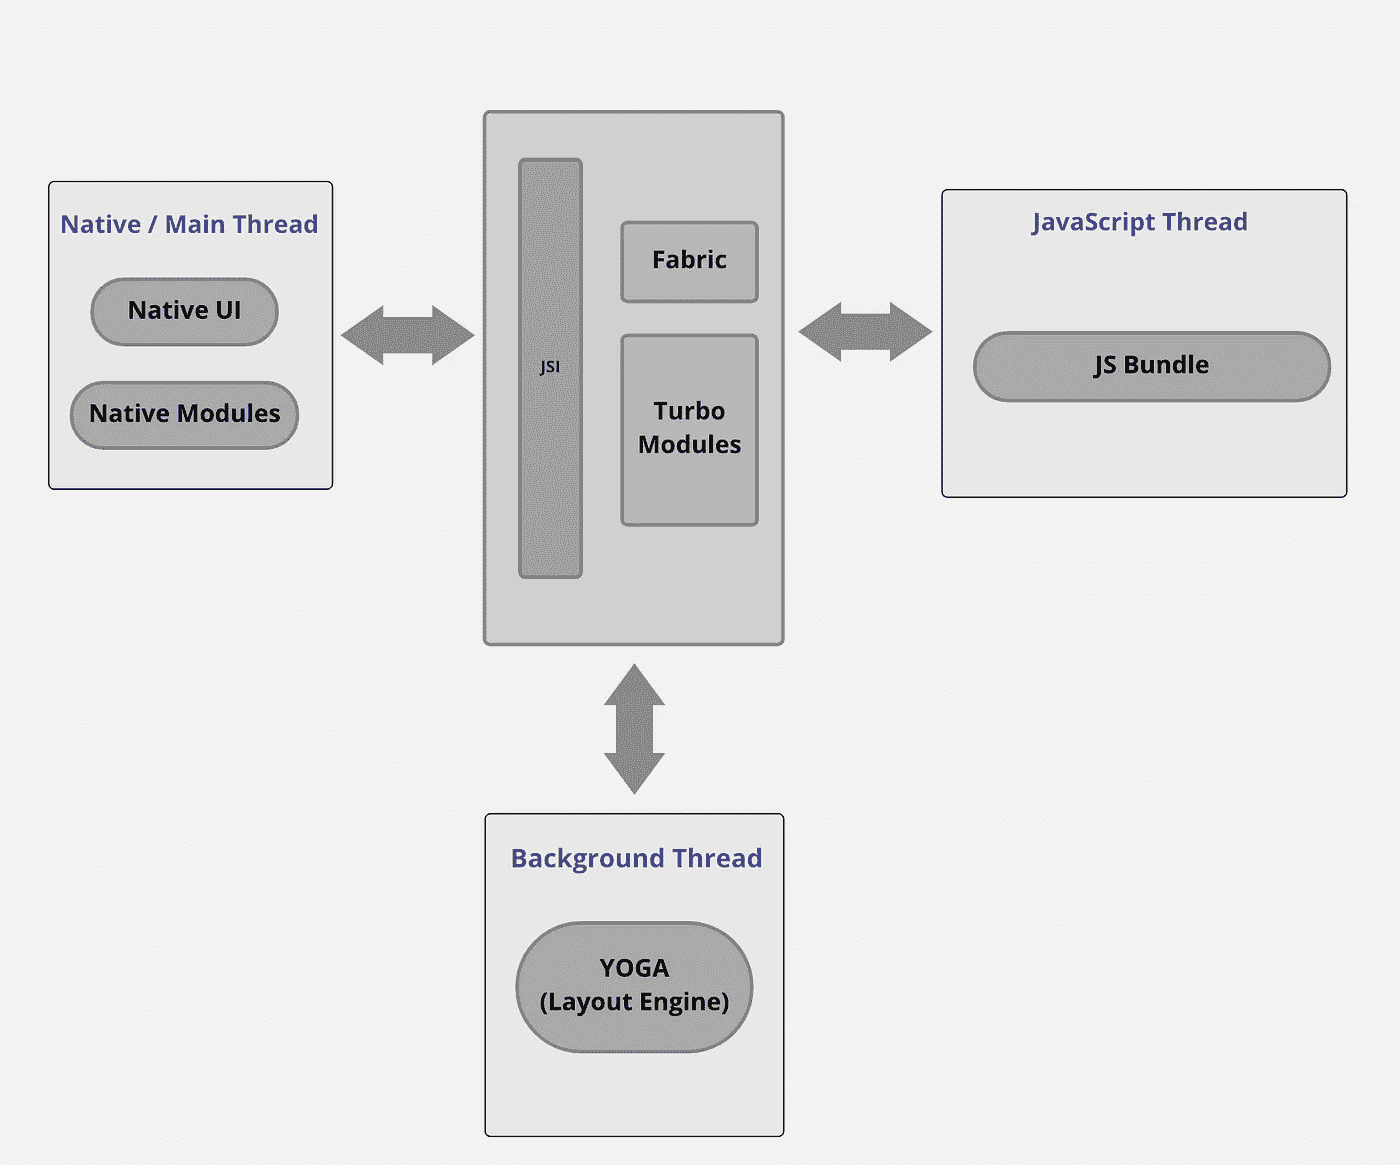 Native / Main Thread
Native UI
Native Modules
JSI
Fabric
Turbo
Modules
JavaScript Thread
JS Bundle
Background Thread
YOGA
(Layout Engine)